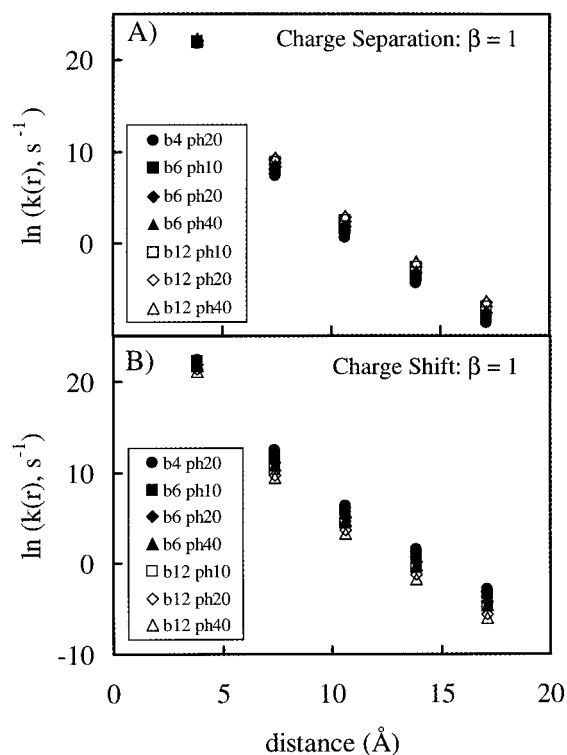 A)
Charge Separation: β = 1
ln (k(r), s⁻¹)
20
10
0
b4 ph20
b6 ph10
b6 ph20
b6 ph40
b12 ph10
b12 ph20
b12 ph40
B)
Charge Shift: β = 1
ln (k(r), s⁻¹)
20
10
0
-10
b4 ph20
b6 ph10
b6 ph20
b6 ph40
b12 ph10
b12 ph20
b12 ph40
0 5 10 15 20
distance (Å)